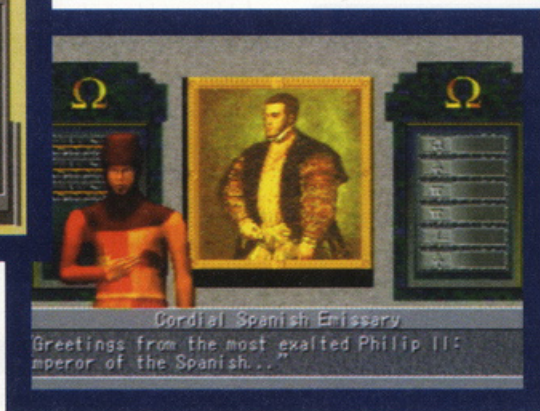 Ω
Ω
Cordial Spanish Emissary
Greetings from the most exalted Philip II:
mperor of the Spanish..."